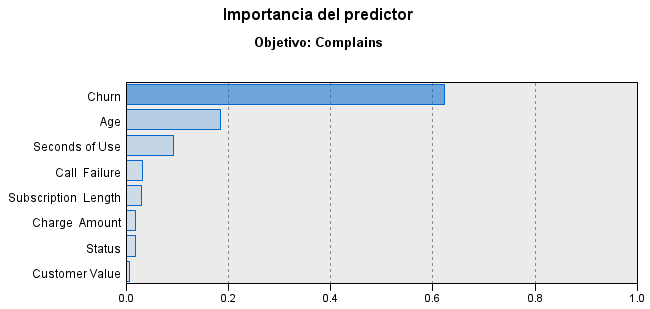 Importancia del predictor
Objetivo: Complains
Churn
Age
Seconds of Use
Call Failure
Subscription Length
Charge Amount
Status
Customer Value
0.0 0.2 0.4 0.6 0.8 1.0